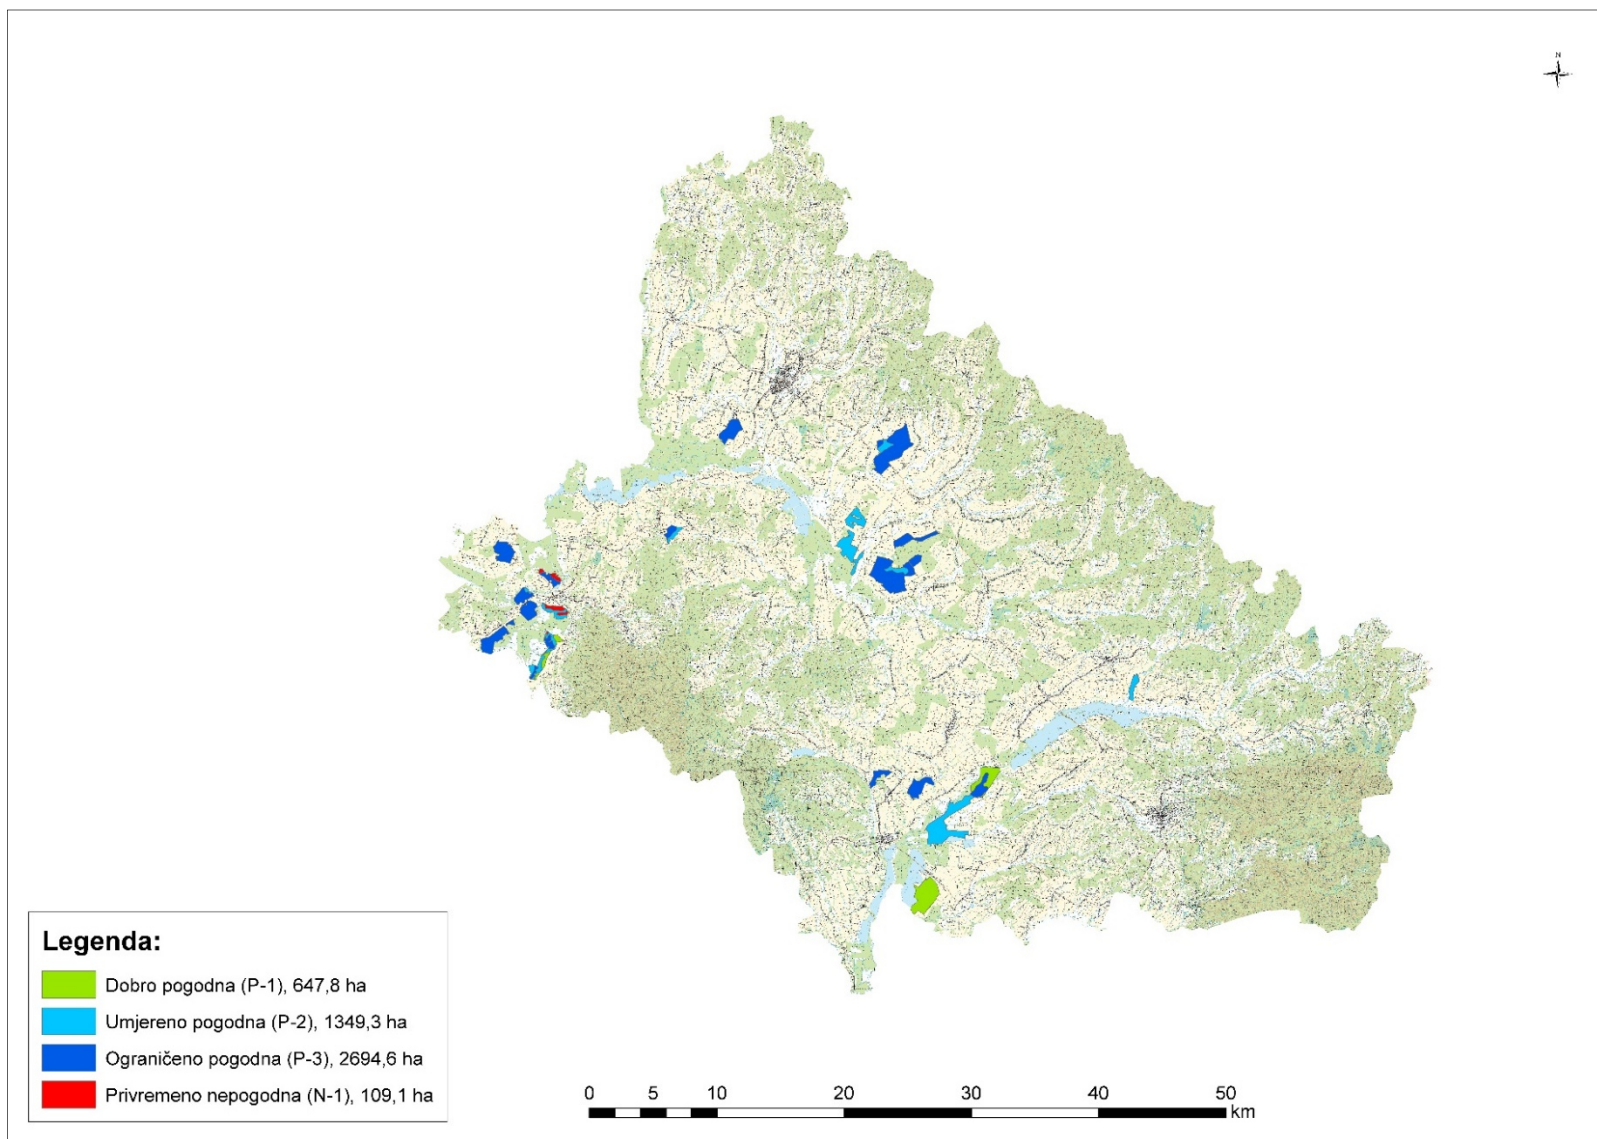 N
Legenda:
Dobro pogodna (P-1), 647,8 ha
Umjereno pogodna (P-2), 1349,3 ha
Ograničeno pogodna (P-3), 2694,6 ha
Privremeno nepogodna (N-1), 109,1 ha
0 5 10 20 30 40 50
km